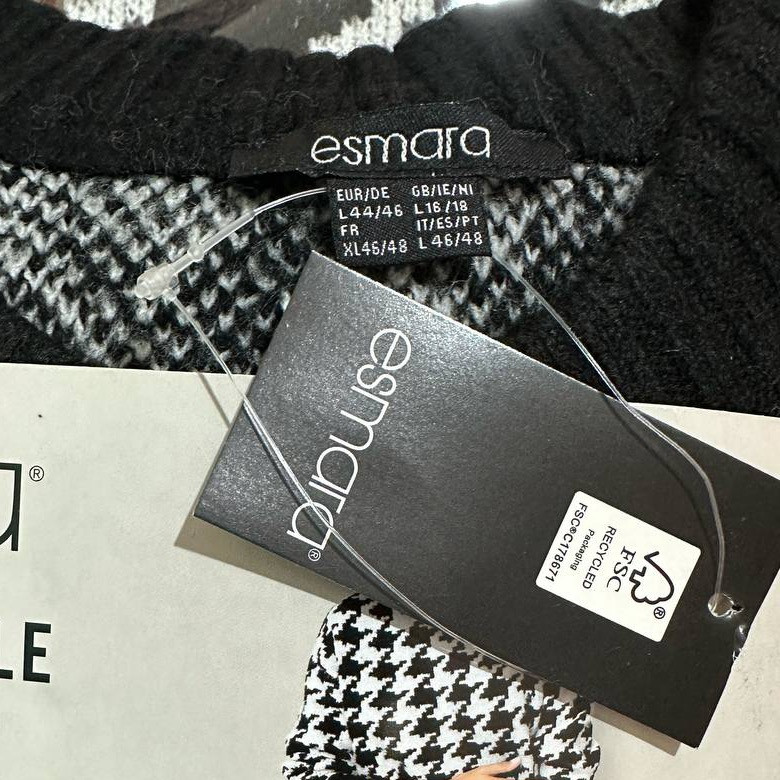 esmara
EUR/DE GB/IE/NI
L44/46 L16/18
FR IT/ES/PT
XL46/48 L46/48
esmara®
FSC®
RECYCLED
Packaging
FSC®C178671
a®
LE